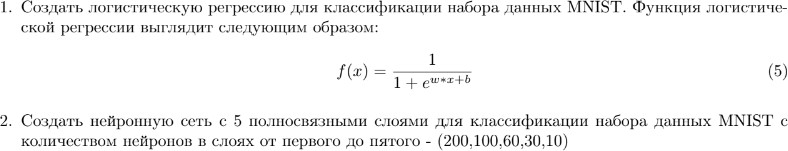 1. Создать логистическую регрессию для классификации набора данных MNIST. Функция логистиче-
ской регрессии выглядит следующим образом:
f(x) = \frac{1}{1 + e^{w*x+b}} (5)
2. Создать нейронную сеть с 5 полносвязными слоями для классификации набора данных MNIST с
количеством нейронов в слоях от первого до пятого - (200,100,60,30,10)